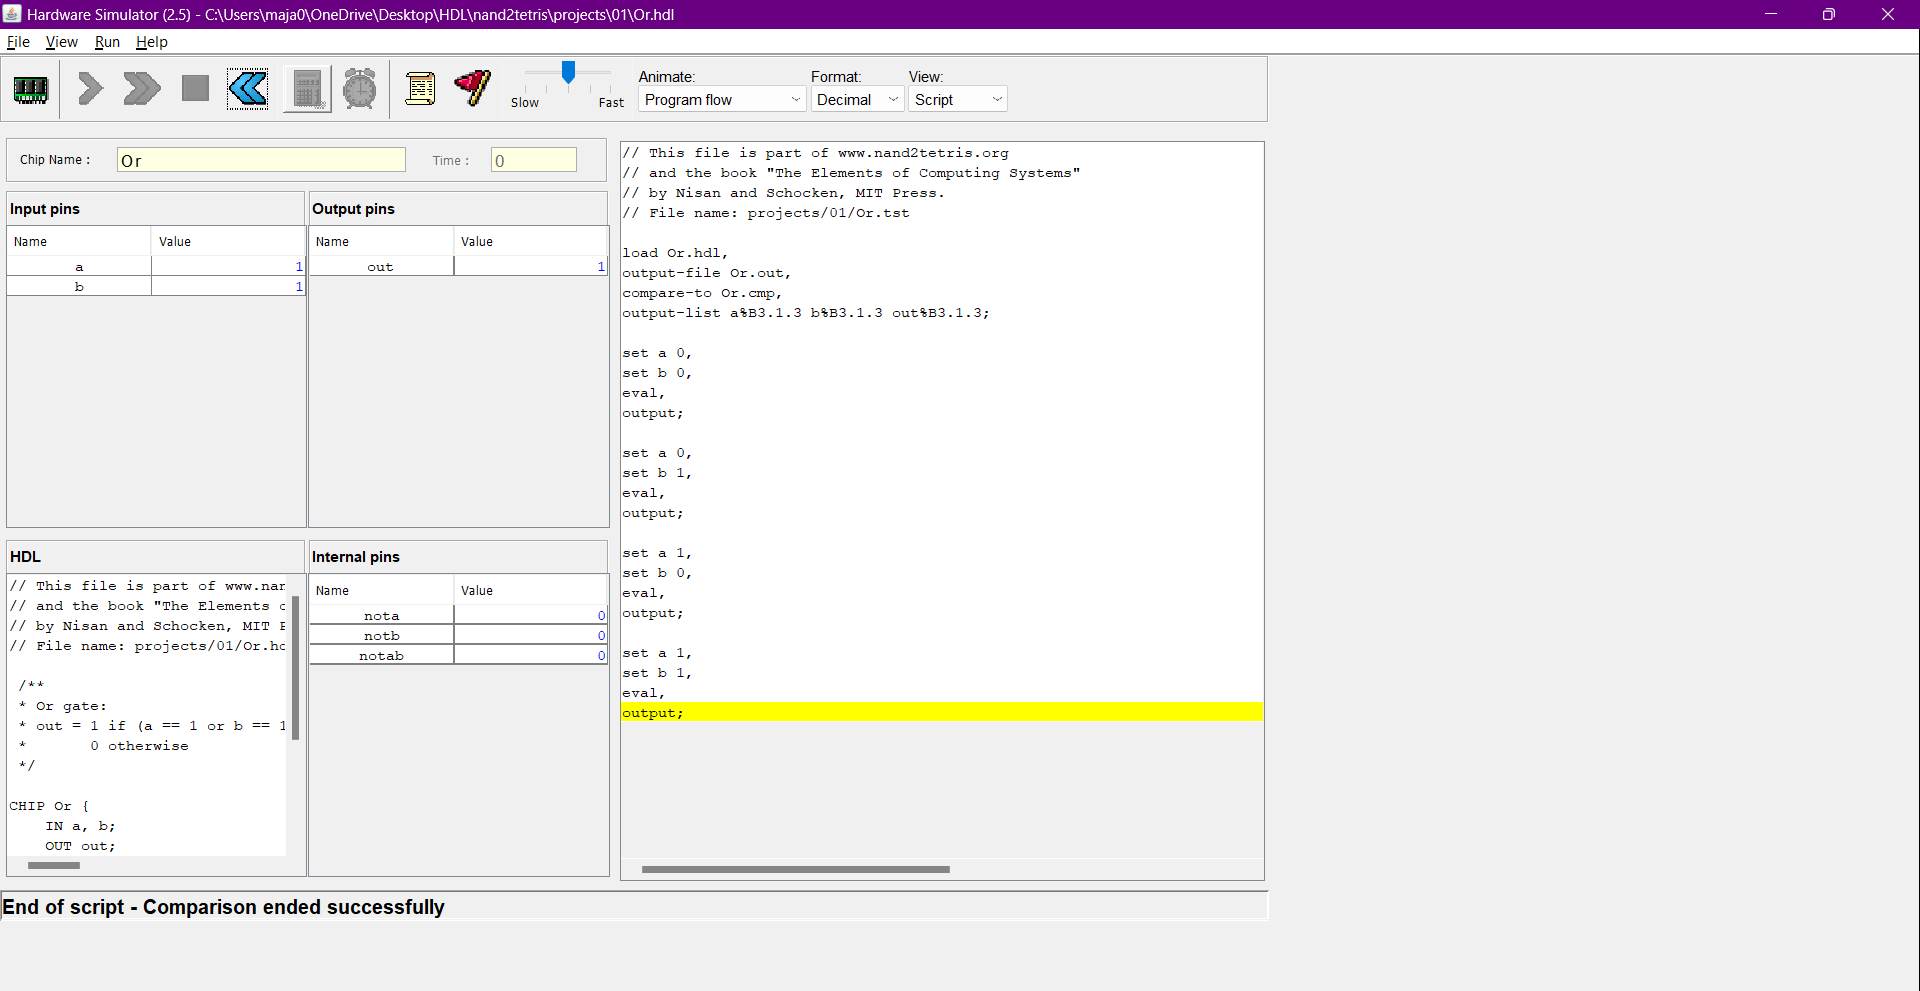 Hardware Simulator (2.5) - C:\Users\maja0\OneDrive\Desktop\HDL\nand2tetris\projects\01\Or.hdl
File View Run Help
Slow Fast
Animate: Format: View:
Program flow Decimal Script
Chip Name : Or Time : 0
Input pins
Name Value
a 1
b 1
Output pins
Name Value
out 1
HDL
// This file is part of www.nan
// and the book "The Elements o
// by Nisan and Schocken, MIT P
// File name: projects/01/Or.hd
/**
* Or gate:
* out = 1 if (a == 1 or b == 1
* 0 otherwise
*/
CHIP Or {
IN a, b;
OUT out;
Internal pins
Name Value
nota 0
notb 0
notab 0
// This file is part of www.nand2tetris.org
// and the book "The Elements of Computing Systems"
// by Nisan and Schocken, MIT Press.
// File name: projects/01/Or.tst
load Or.hdl,
output-file Or.out,
compare-to Or.cmp,
output-list a%B3.1.3 b%B3.1.3 out%B3.1.3;
set a 0,
set b 0,
eval,
output;
set a 0,
set b 1,
eval,
output;
set a 1,
set b 0,
eval,
output;
set a 1,
set b 1,
eval,
output;
End of script - Comparison ended successfully